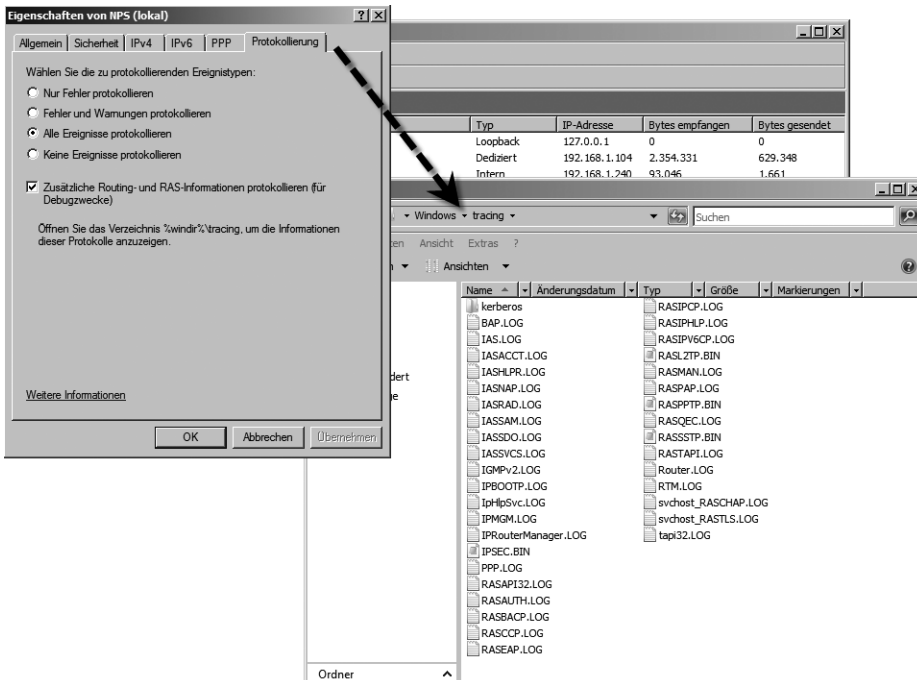 Eigenschaften von NPS (lokal)
Allgemein Sicherheit IPv4 IPv6 PPP Protokollierung
Wählen Sie die zu protokollierenden Ereignistypen:
Nur Fehler protokollieren
Fehler und Warnungen protokollieren
Alle Ereignisse protokollieren
Keine Ereignisse protokollieren
Zusätzliche Routing- und RAS-Informationen protokollieren (für
Debugzwecke)
Öffnen Sie das Verzeichnis %windir%\tracing, um die Informationen
dieser Protokolle anzuzeigen.
Weitere Informationen
OK Abbrechen Übernehmen
Typ IP-Adresse Bytes empfangen Bytes gesendet
Loopback 127.0.0.1 0 0
Dediziert 192.168.1.104 2.354.331 629.348
Intern 192.168.1.240 93.046 1.661
Windows tracing Suchen
Ansicht Extras ?
Ansichten
Name Änderungsdatum Typ Größe Markierungen
kerberos
BAP.LOG
IAS.LOG
IASACCT.LOG
IASHLPR.LOG
IASNAP.LOG
IASRAD.LOG
IASSAM.LOG
IASSDO.LOG
IASSVCS.LOG
IGMPv2.LOG
IPBOOTP.LOG
IpHlpSvc.LOG
IPMGM.LOG
IPRouterManager.LOG
IPSEC.BIN
PPP.LOG
RASAPI32.LOG
RASAUTH.LOG
RASBACP.LOG
RASCCP.LOG
RASEAP.LOG
RASIPCP.LOG
RASIPHLP.LOG
RASIPV6CP.LOG
RASL2TP.BIN
RASMAN.LOG
RASPAP.LOG
RASPPTP.BIN
RASQEC.LOG
RASSSTP.BIN
RASTAPI.LOG
Router.LOG
RTM.LOG
svchost_RASCHAP.LOG
svchost_RASTLS.LOG
tapi32.LOG
Ordner